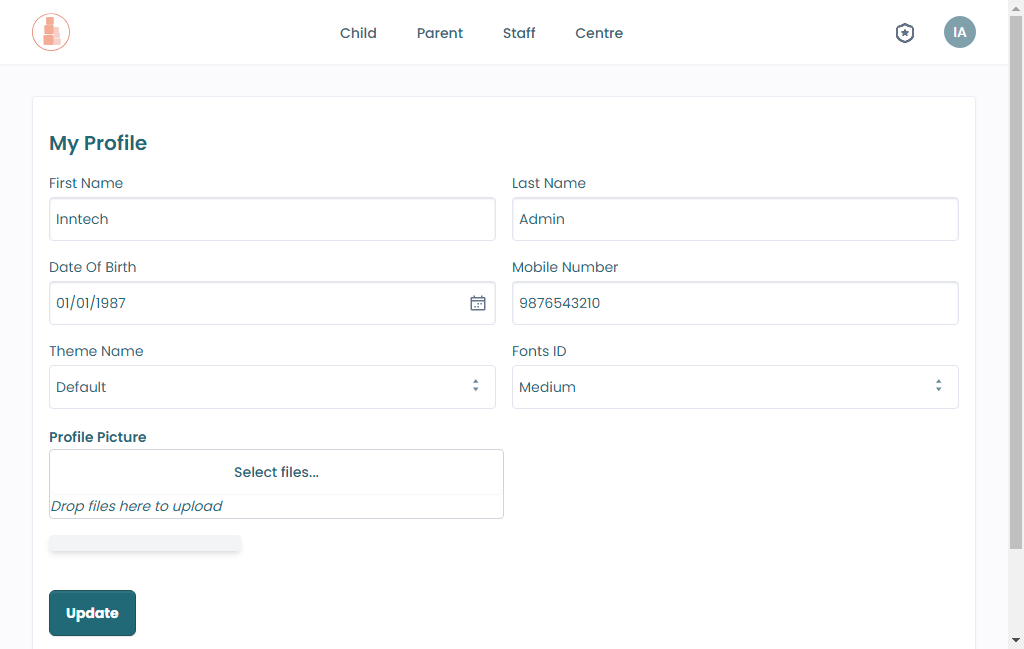 Child Parent Staff Centre IA
My Profile
First Name Last Name
Inntech Admin
Date Of Birth Mobile Number
01/01/1987 9876543210
Theme Name Fonts ID
Default Medium
Profile Picture
Select files...
Drop files here to upload
Update